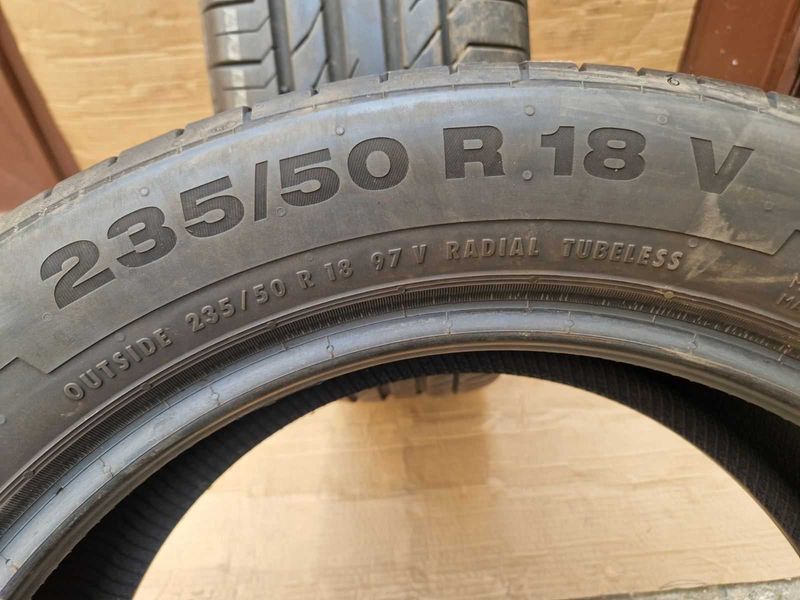 235/50 R 18 V
OUTSIDE 235/50 R 18 97 V RADIAL TUBELESS